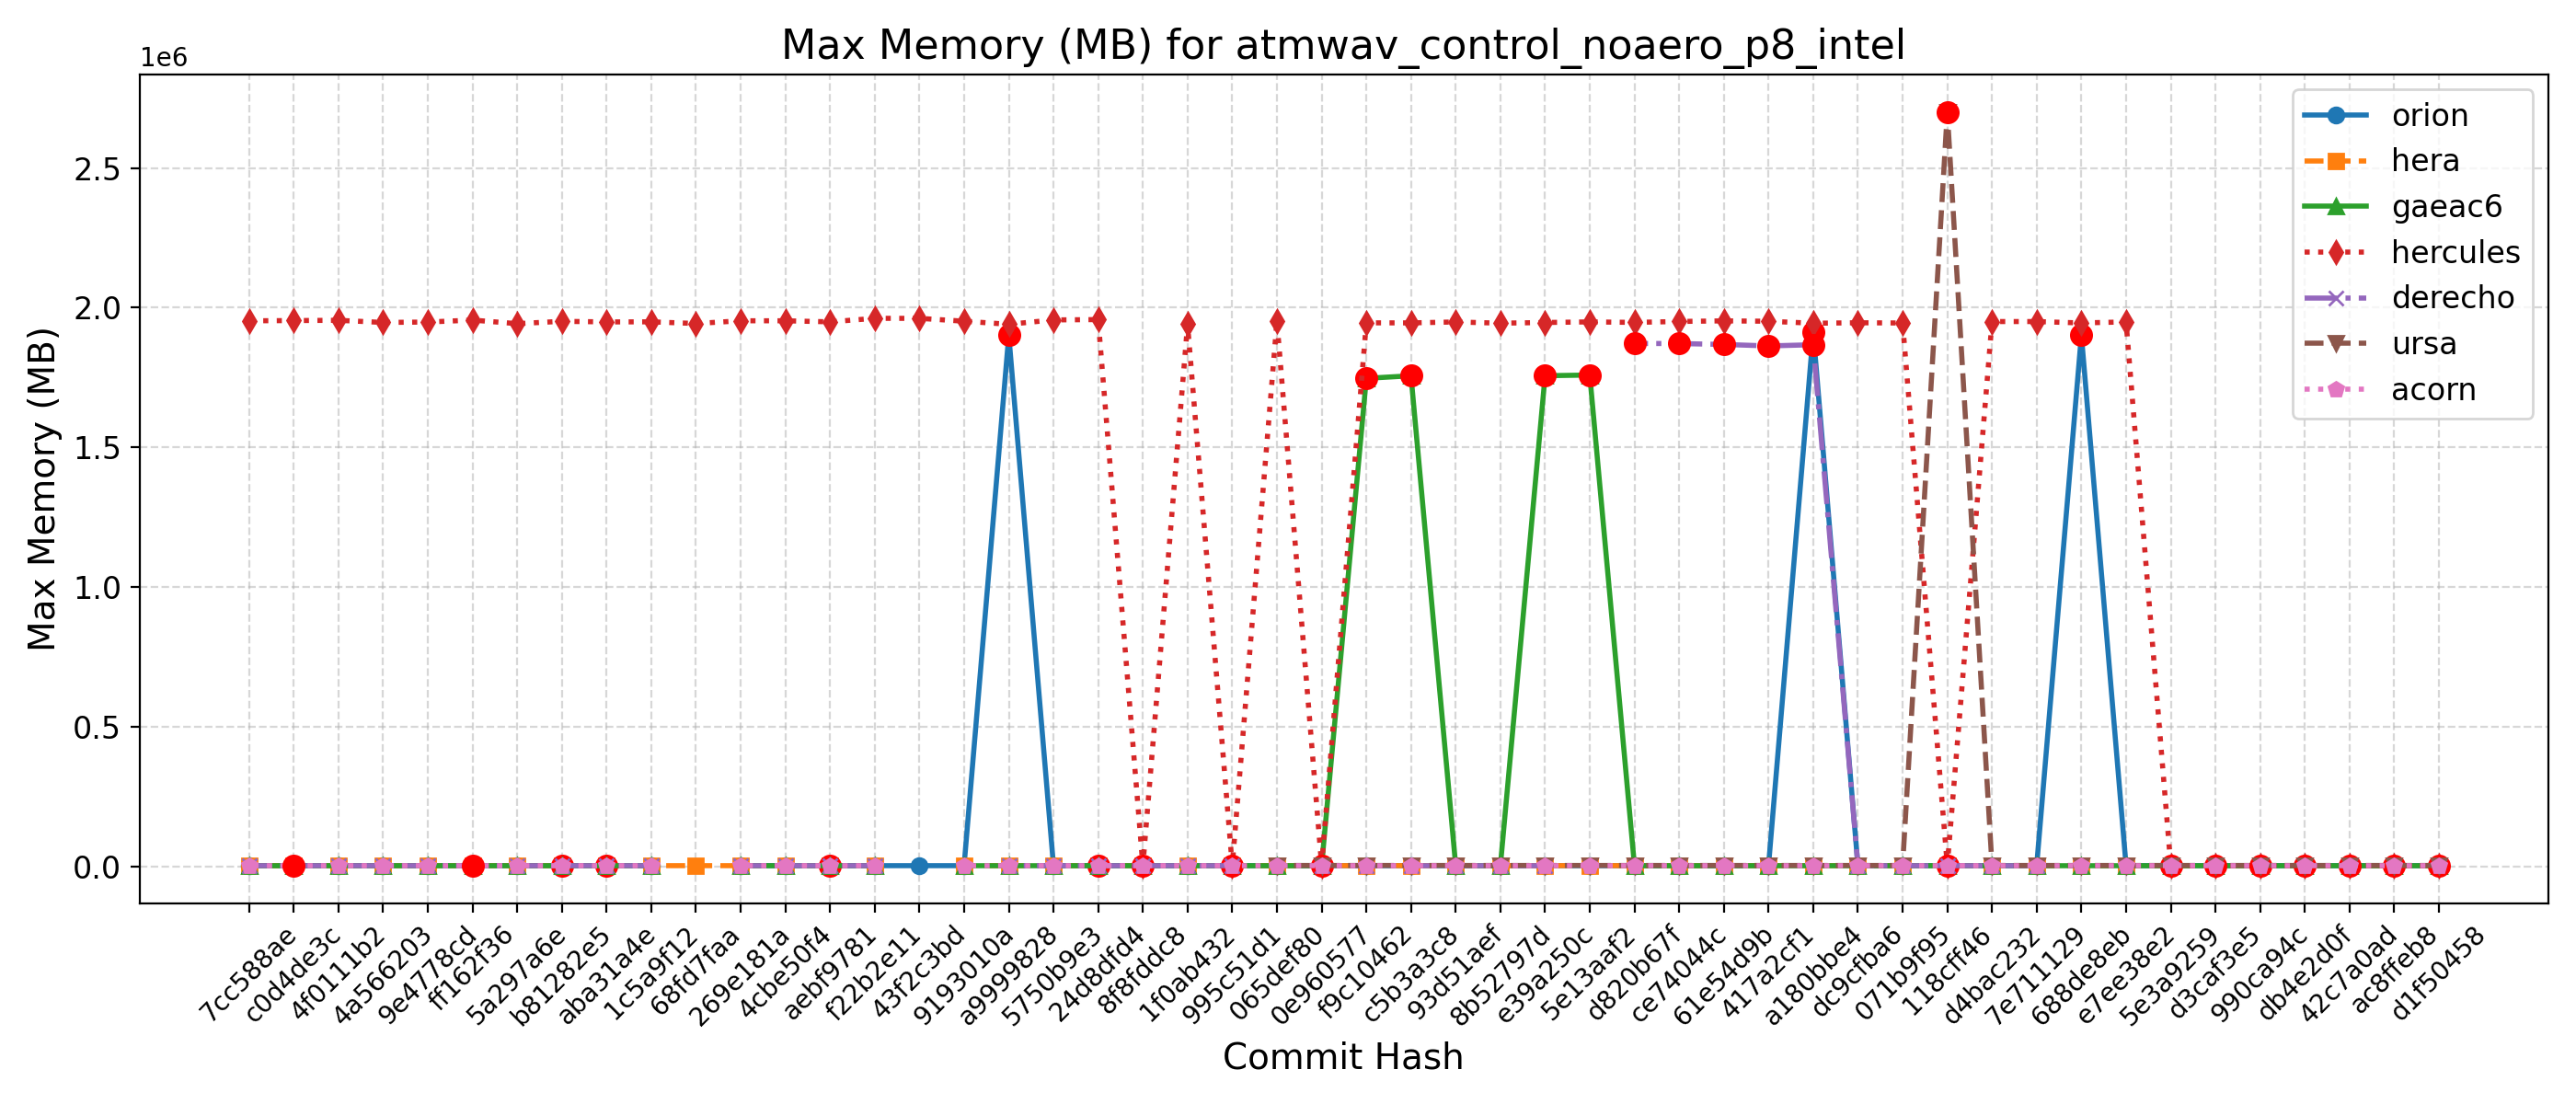 Max Memory (MB) for atmwav_control_noaero_p8_intel
1e6
2.5
2.0
1.5
1.0
0.5
0.0
Max Memory (MB)
orion
hera
gaeac6
hercules
derecho
ursa
acorn
7cc588ae
c0d4de3c
4f0111b2
4a566203
9e4778cd
ff162f36
5a297a6e
b81282e5
aba31a4e
1c5a9f12
68fd7faa
269e181a
4cbe50f4
aebf9781
f22b2e11
43f2c3bd
9193010a
a9999828
5750b9e3
24d8dfd4
8f8fddc8
1f0ab432
995c51d1
065def80
0e960577
f9c10462
c5b3a3c8
93d51aef
8b52797d
e39a250c
5e13aaf2
d820b67f
ce74044c
61e54d9b
417a2cf1
a180bbe4
dc9cfba6
071b9f95
118cff46
d4bac232
7e711129
688de8eb
e7ee38e2
5e3a9259
d3caf3e5
990ca94c
db4e2d0f
42c7a0ad
ac8ffeb8
d1f50458
Commit Hash